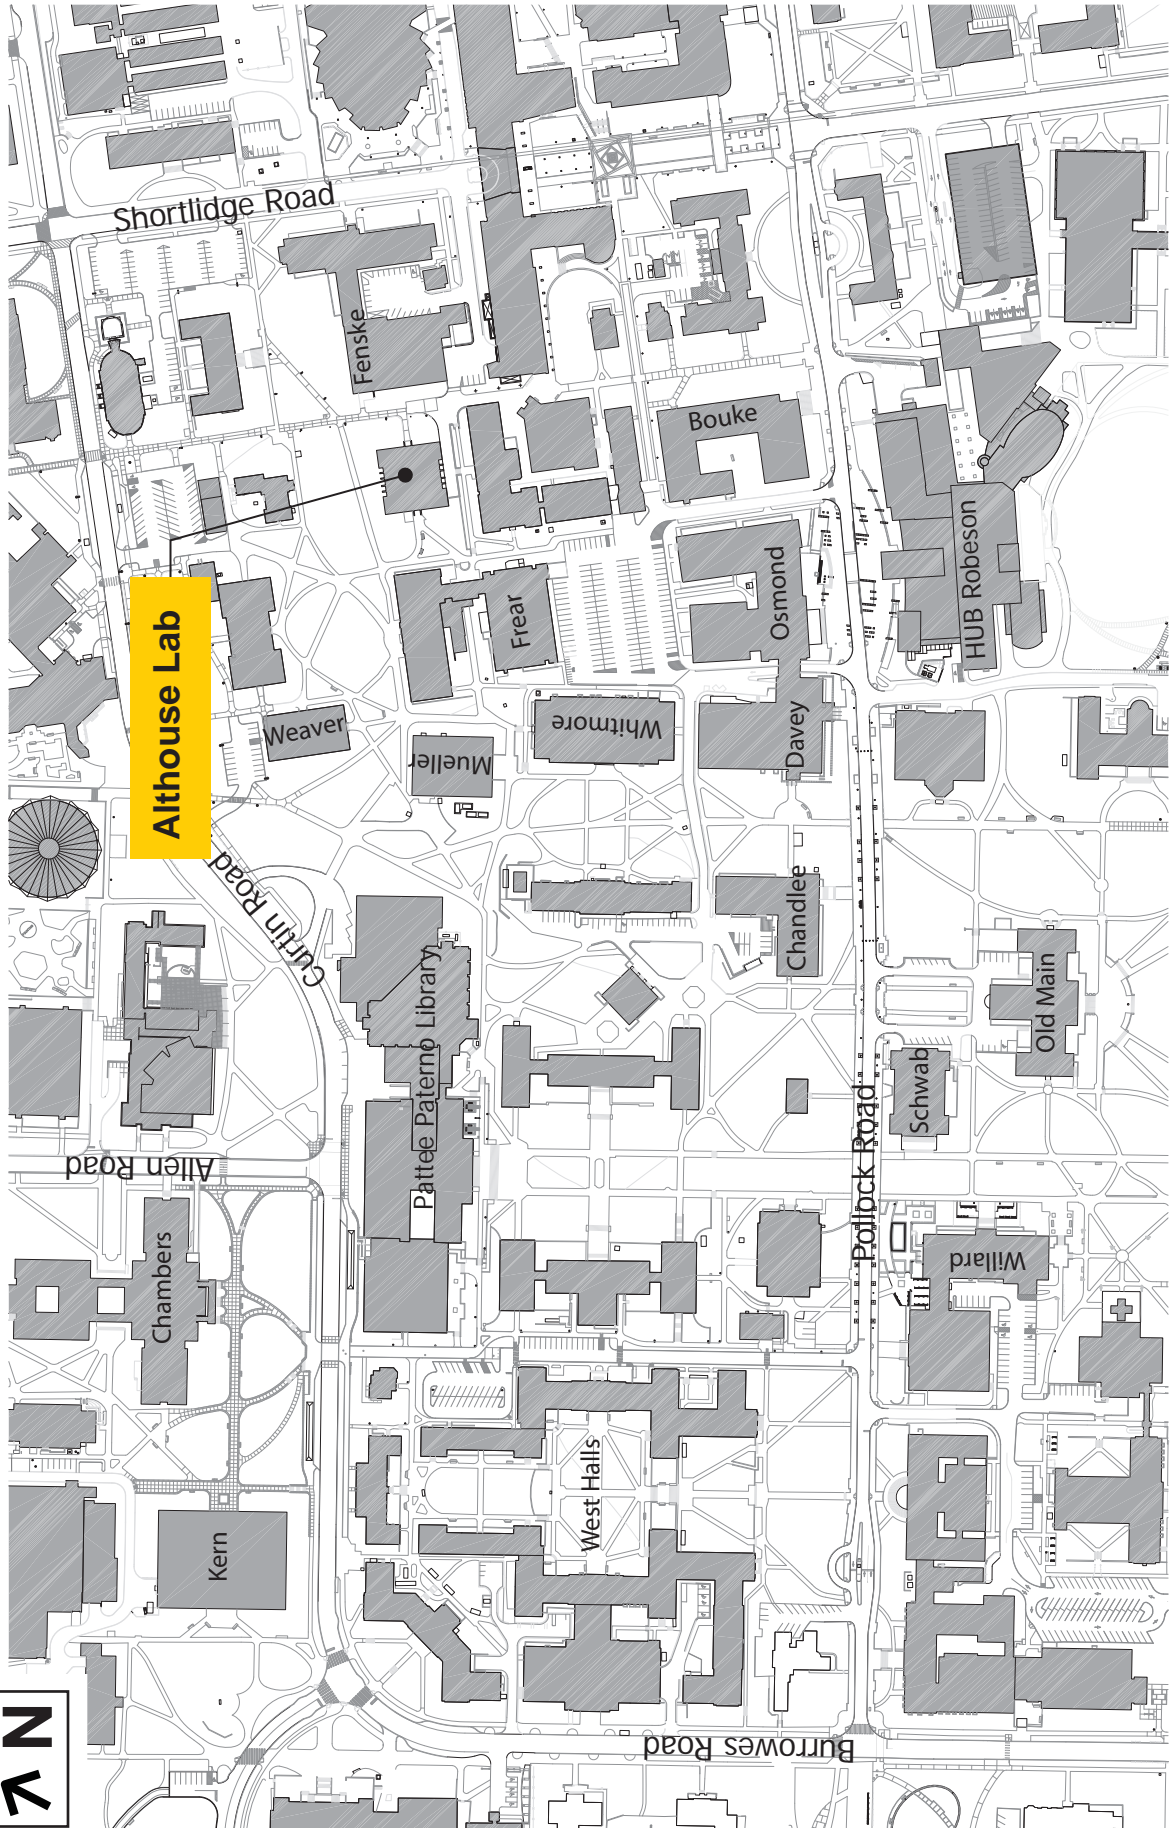 Shortlidge Road
Fenske
Bouke
Althouse Lab
Frear
Osmond
HUB Robeson
Weaver
Mueller
Whitmore
Davey
Curtin Road
Chandlee
Pattee Paterno Library
Old Main
Schwab
Pollock Road
Allen Road
Chambers
Willard
West Halls
Kern
Burrowes Road
N